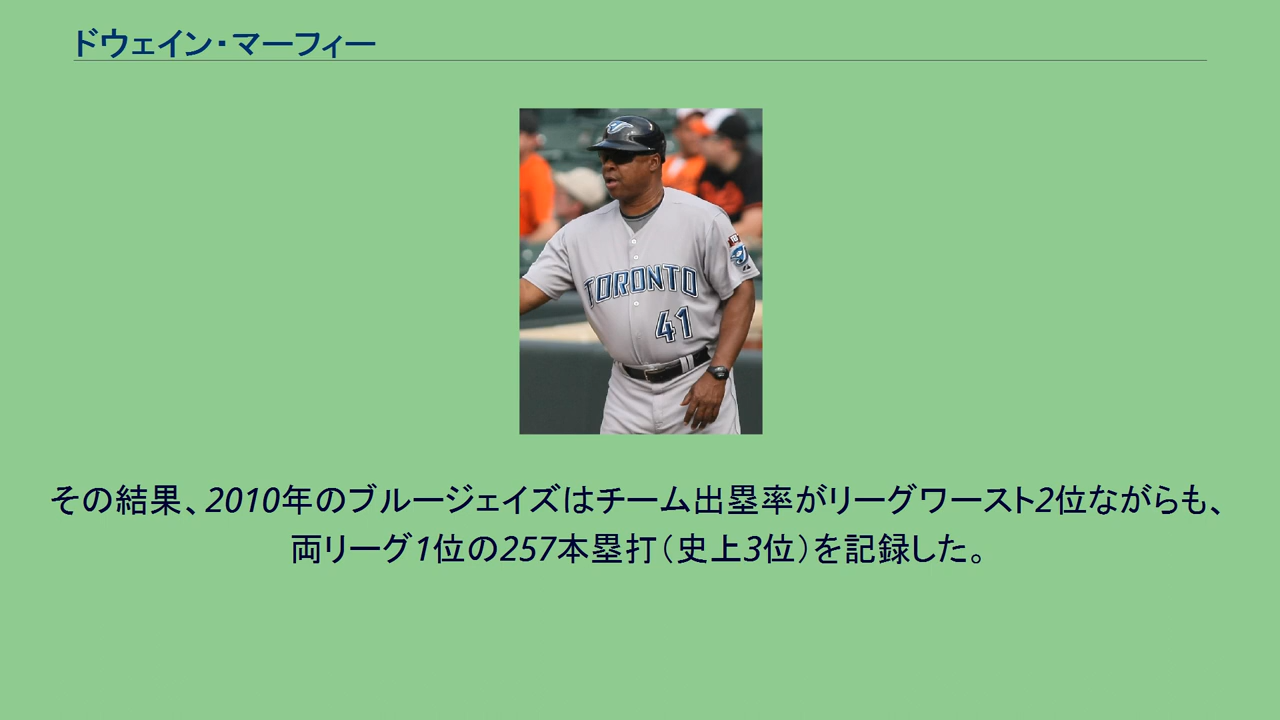 ドウェイン・マーフィー
TORONTO
41
その結果、2010年のブルージェイズはチーム出塁率がリーグワースト2位ながらも、
両リーグ1位の257本塁打（史上3位）を記録した。